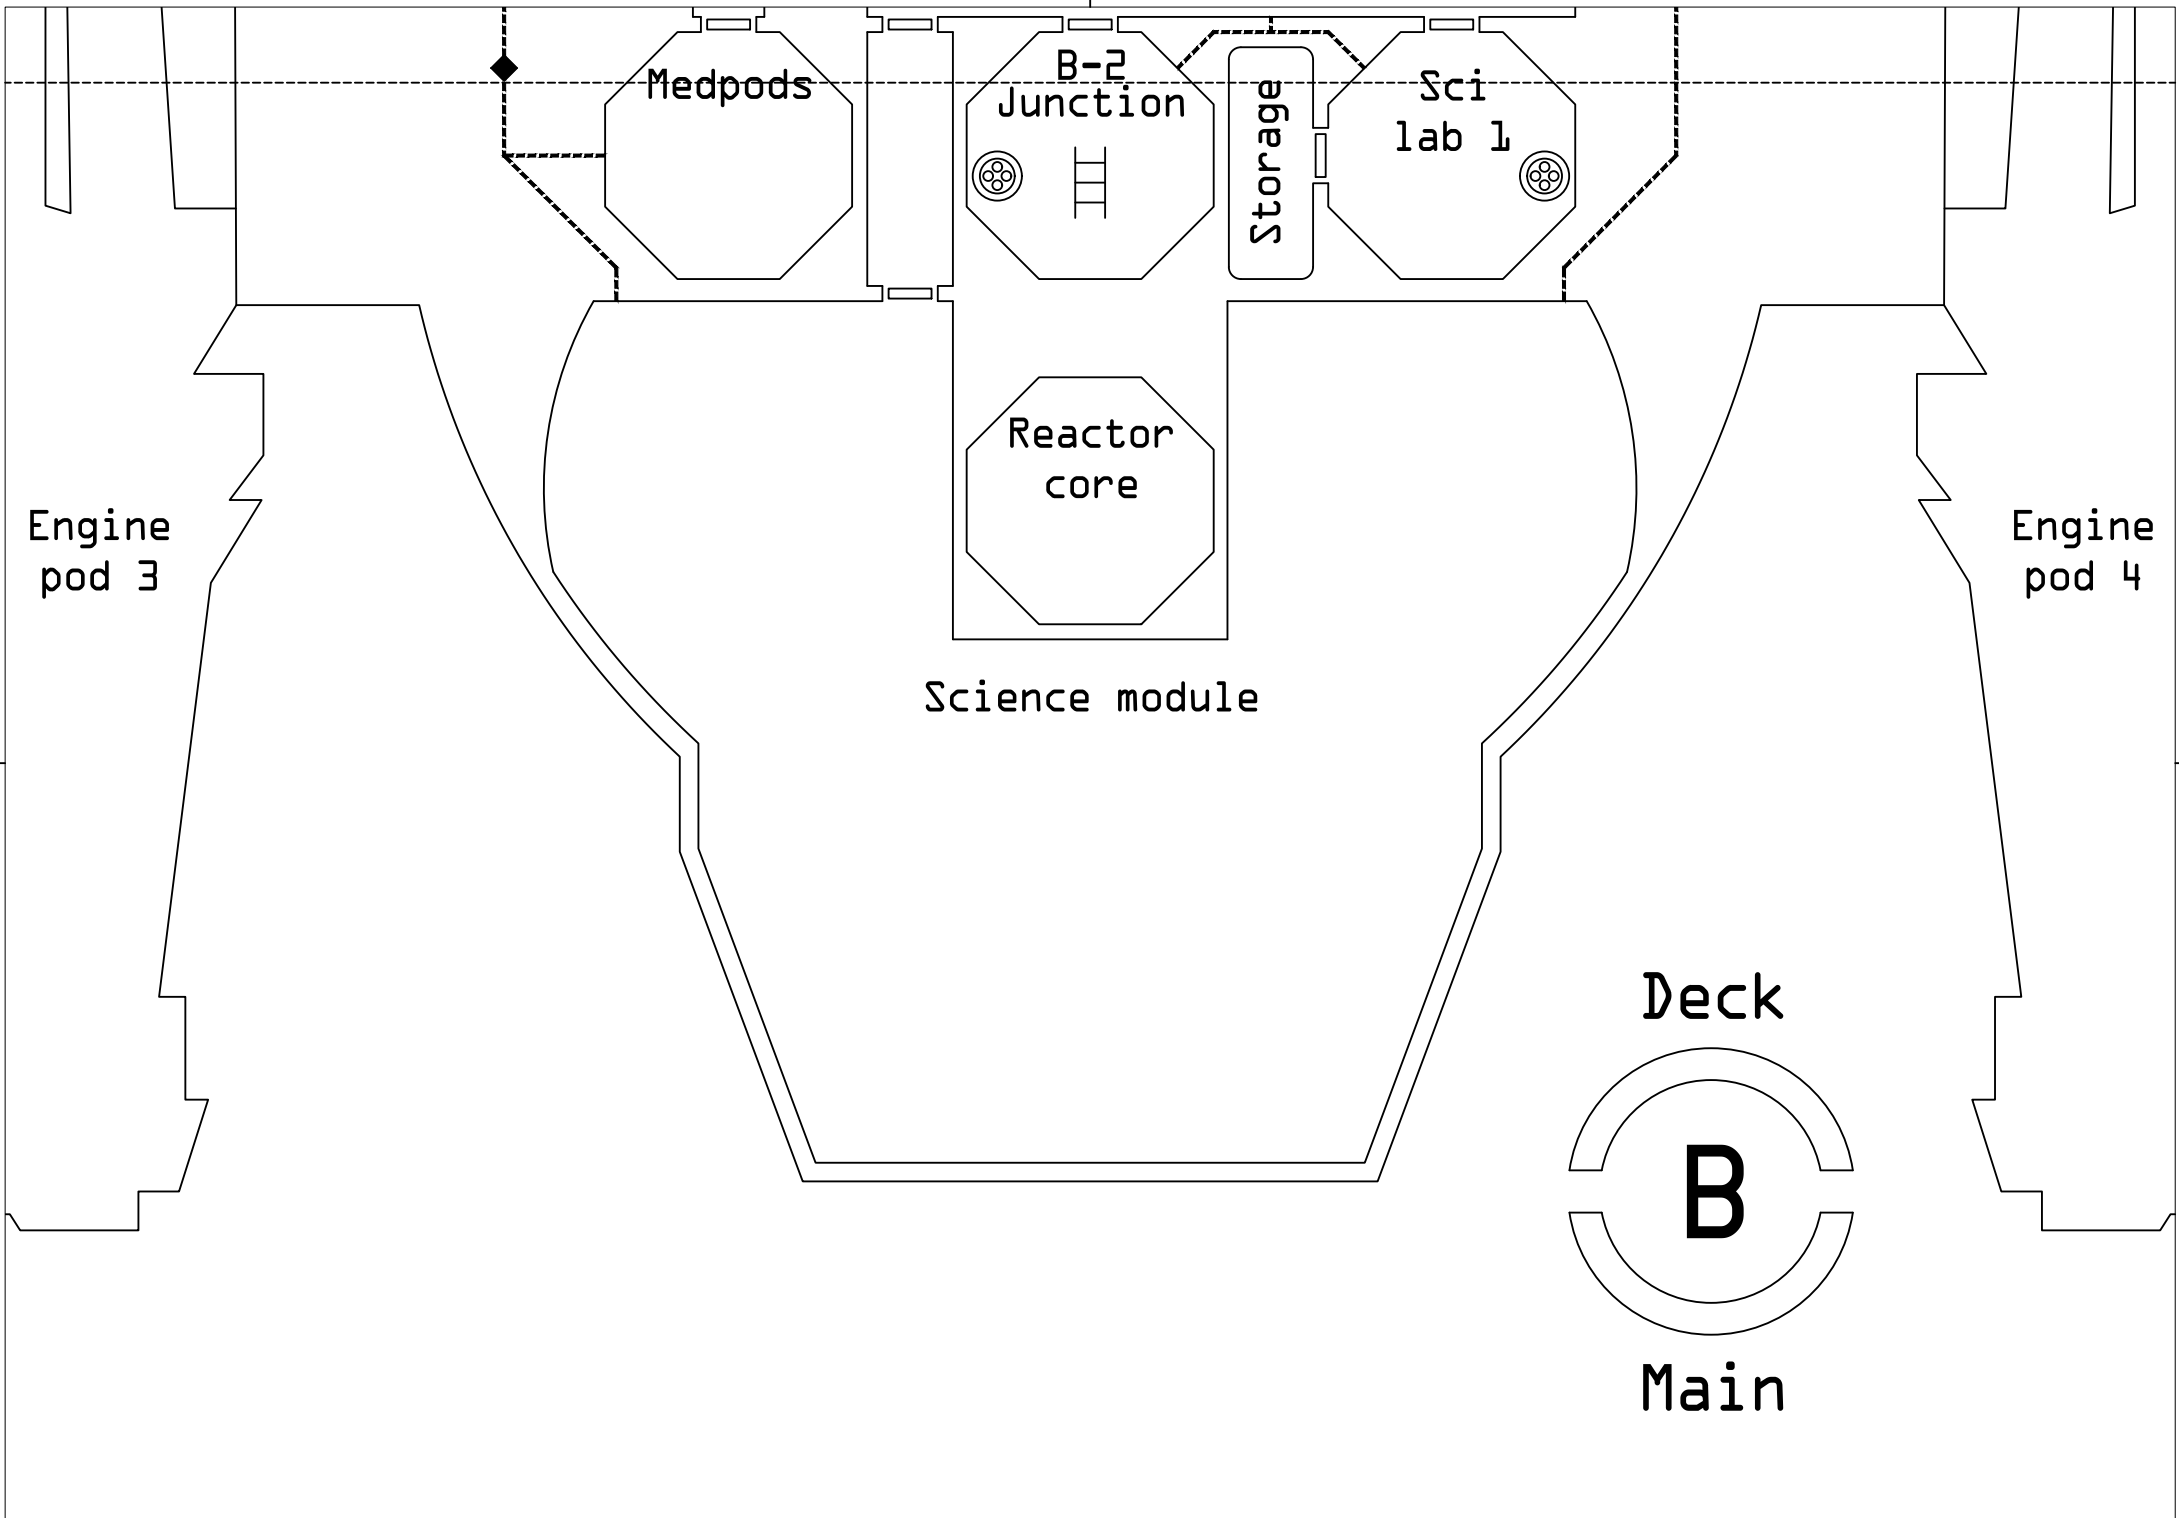 Medpods
B-2
Junction
Storage
Sci
lab 1
Reactor
core
Engine
pod 3
Engine
pod 4
Science module
Deck
B
Main